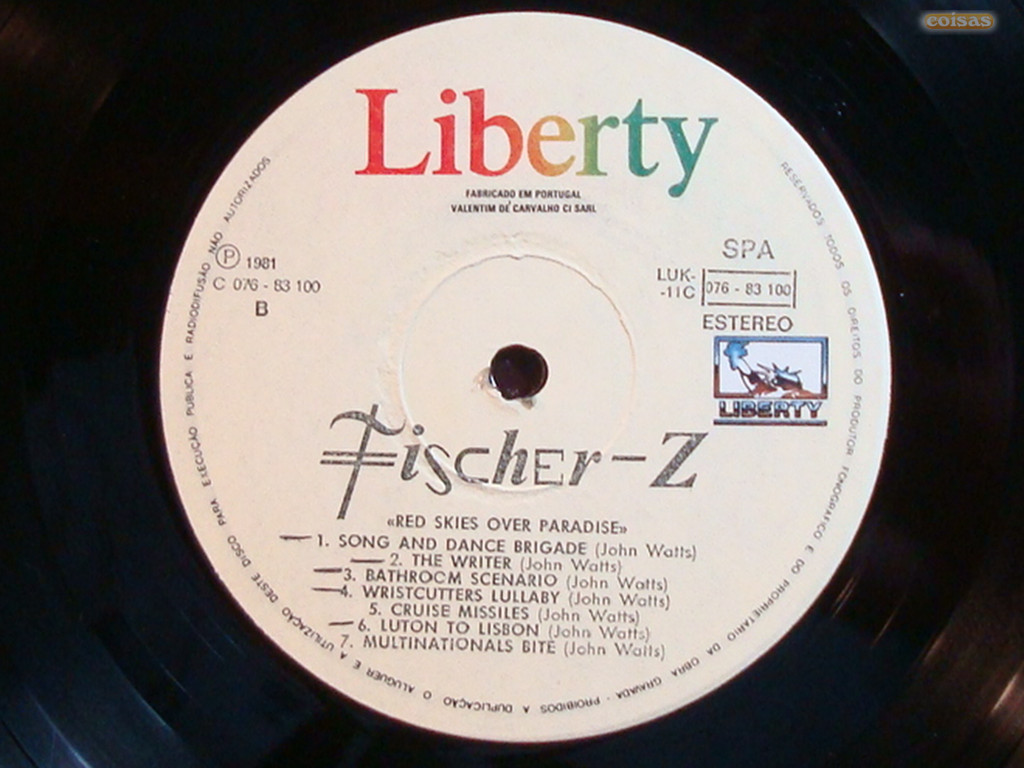 coisas
Liberty
FABRICADO EM PORTUGAL
VALENTIM DE CARVALHO CI SARL
Ⓟ 1981
C 076 - 83 100
B
SPA
LUK-
-11C
076 - 83 100
ESTEREO
LIBERTY
Fischer-Z
«RED SKIES OVER PARADISE»
1. SONG AND DANCE BRIGADE (John Watts)
2. THE WRITER (John Watts)
3. BATHROOM SCENARIO (John Watts)
4. WRISTCUTTERS LULLABY (John Watts)
5. CRUISE MISSILES (John Watts)
6. LUTON TO LISBON (John Watts)
7. MULTINATIONALS BITE (John Watts)
RESERVADOS TODOS OS DIREITOS DO PRODUTOR FONOGRAFICO E DO PROPRIETARIO DA OBRA GRAVADA - PROIBIDOS A DUPLICAÇAO O ALUGUER E A UTILIZAÇÃO DESTE DISCO PARA EXECUÇÃO PUBLICA E RADIODIFUSÃO NÃO AUTORIZADOS